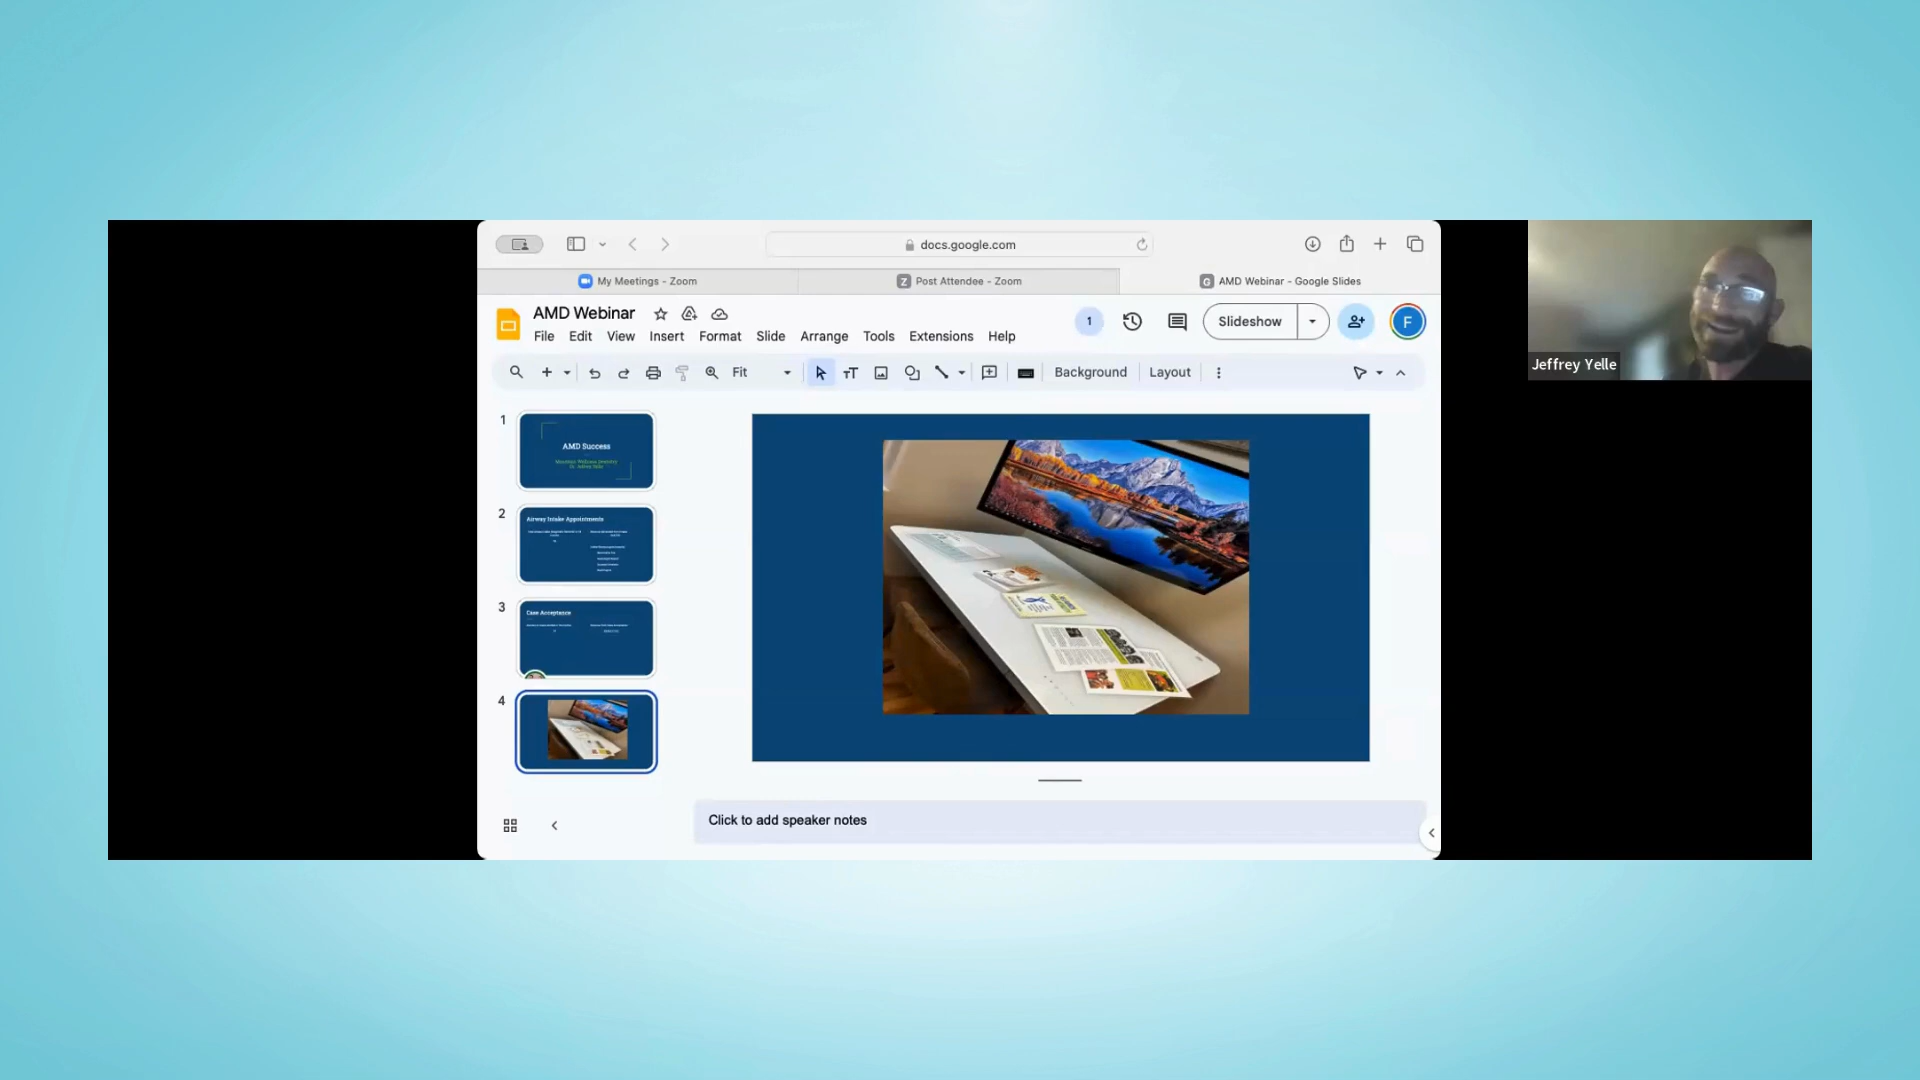 docs.google.com
My Meetings - Zoom
Z Post Attendee - Zoom
G AMD Webinar - Google Slides
AMD Webinar
File Edit View Insert Format Slide Arrange Tools Extensions Help
1
Slideshow
F
Fit
Background
Layout
1
AMD Success
2
Airway Intake Appointments
3
Case Acceptance
4
Click to add speaker notes
Jeffrey Yelle